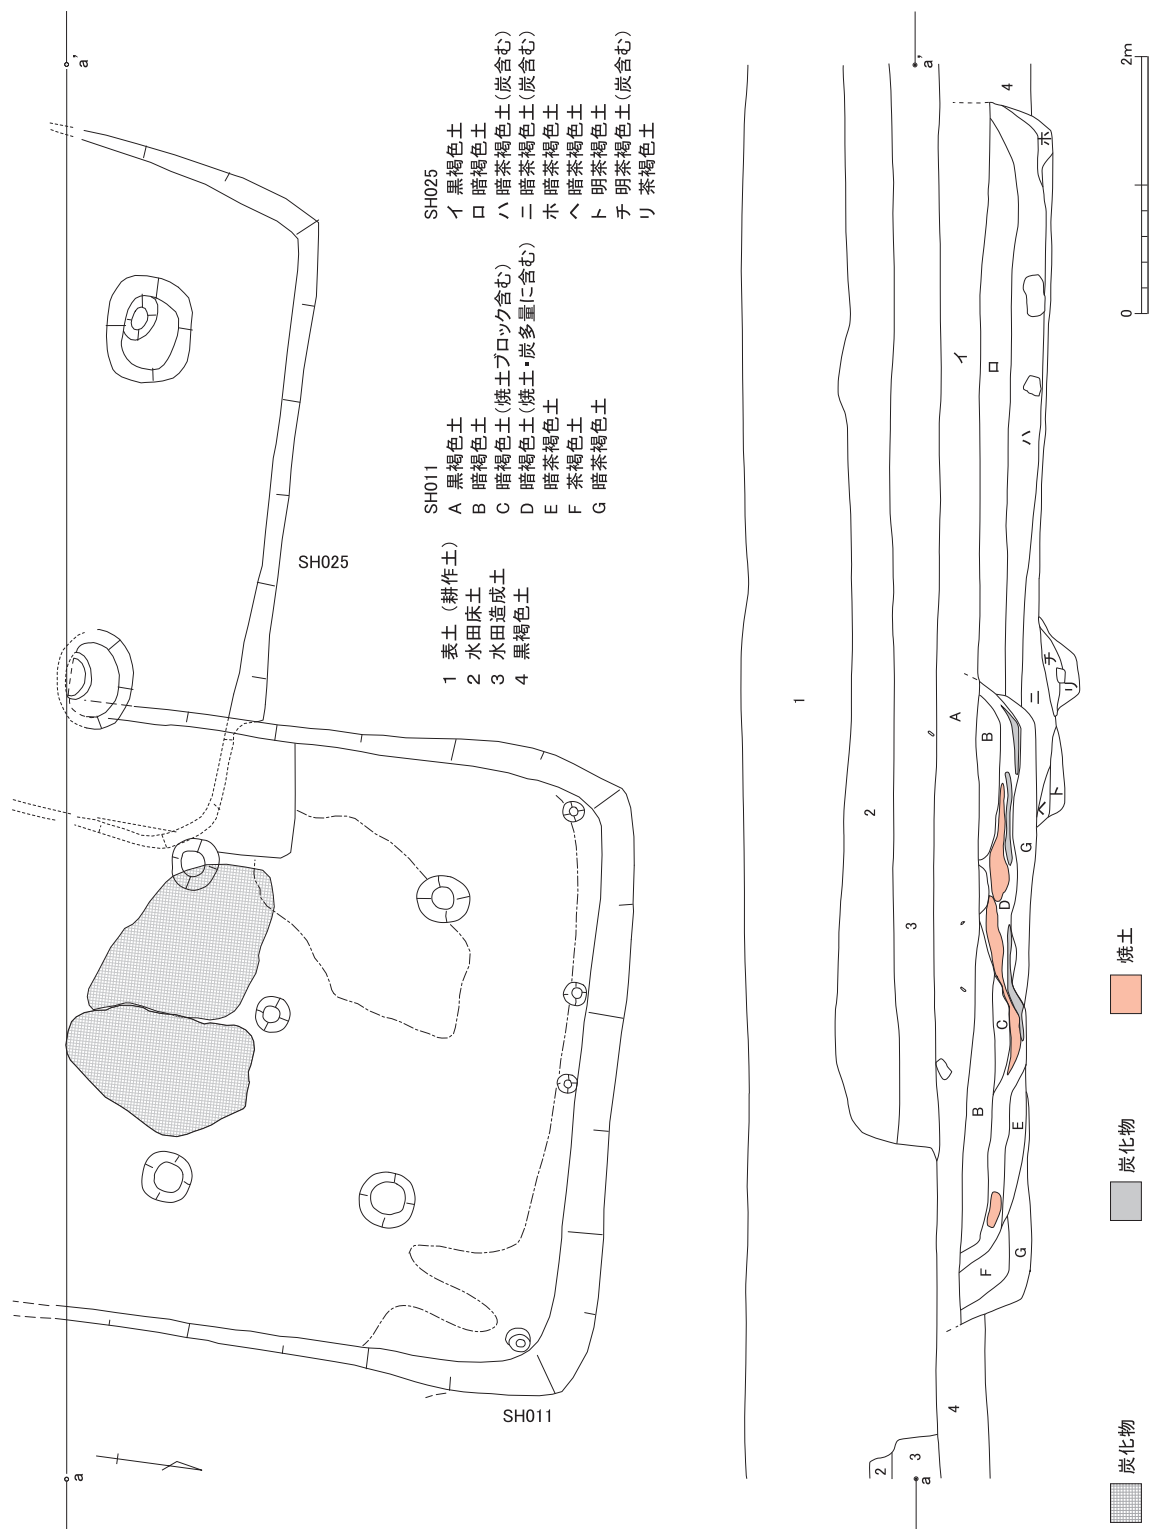 a
a'
SH025
SH011
1 表土（耕作土）
2 水田床土
3 水田造成土
4 黒褐色土
SH011
A 黒褐色土
B 暗褐色土
C 暗褐色土(焼土ブロック含む)
D 暗褐色土(焼土・炭多量に含む)
E 暗茶褐色土
F 茶褐色土
G 暗茶褐色土
SH025
イ 黒褐色土
ロ 暗褐色土
ハ 暗茶褐色土(炭含む)
ニ 暗茶褐色土(炭含む)
ホ 暗茶褐色土
ヘ 暗茶褐色土
ト 明茶褐色土
チ 明茶褐色土(炭含む)
リ 茶褐色土
1
2
2
3
3
a
a'
4
4
A
イ
B
B
ロ
F
C
D
ハ
G
E
G
ニ
ヘ
ト
チ
リ
ホ
炭化物
炭化物
焼土
0
2m